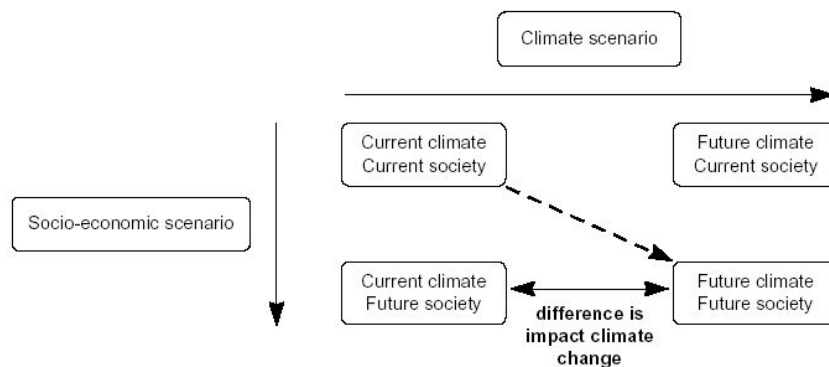 Climate scenario
Current climate
Current society
Future climate
Current society
Socio-economic scenario
Current climate
Future society
Future climate
Future society
difference is
impact climate
change